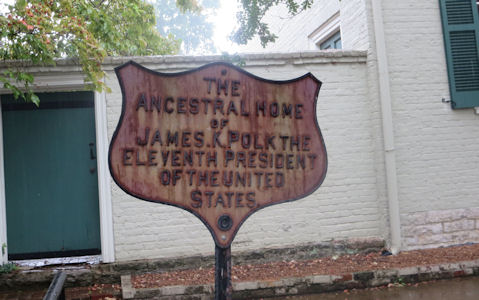 THE
ANCESTRAL HOME
OF
JAMES. K. POLK THE
ELEVENTH PRESIDENT
OF THE UNITED
STATES.